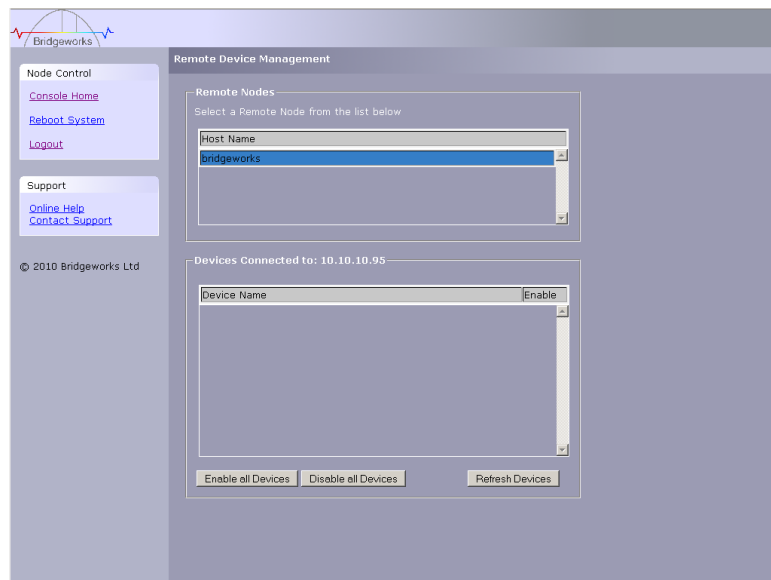 Bridgeworks
Remote Device Management
Node Control
Console Home
Reboot System
Logout
Support
Online Help
Contact Support
© 2010 Bridgeworks Ltd
Remote Nodes
Select a Remote Node from the list below
Host Name
bridgeworks
Devices Connected to: 10.10.10.95
Device Name Enable
Enable all Devices Disable all Devices Refresh Devices